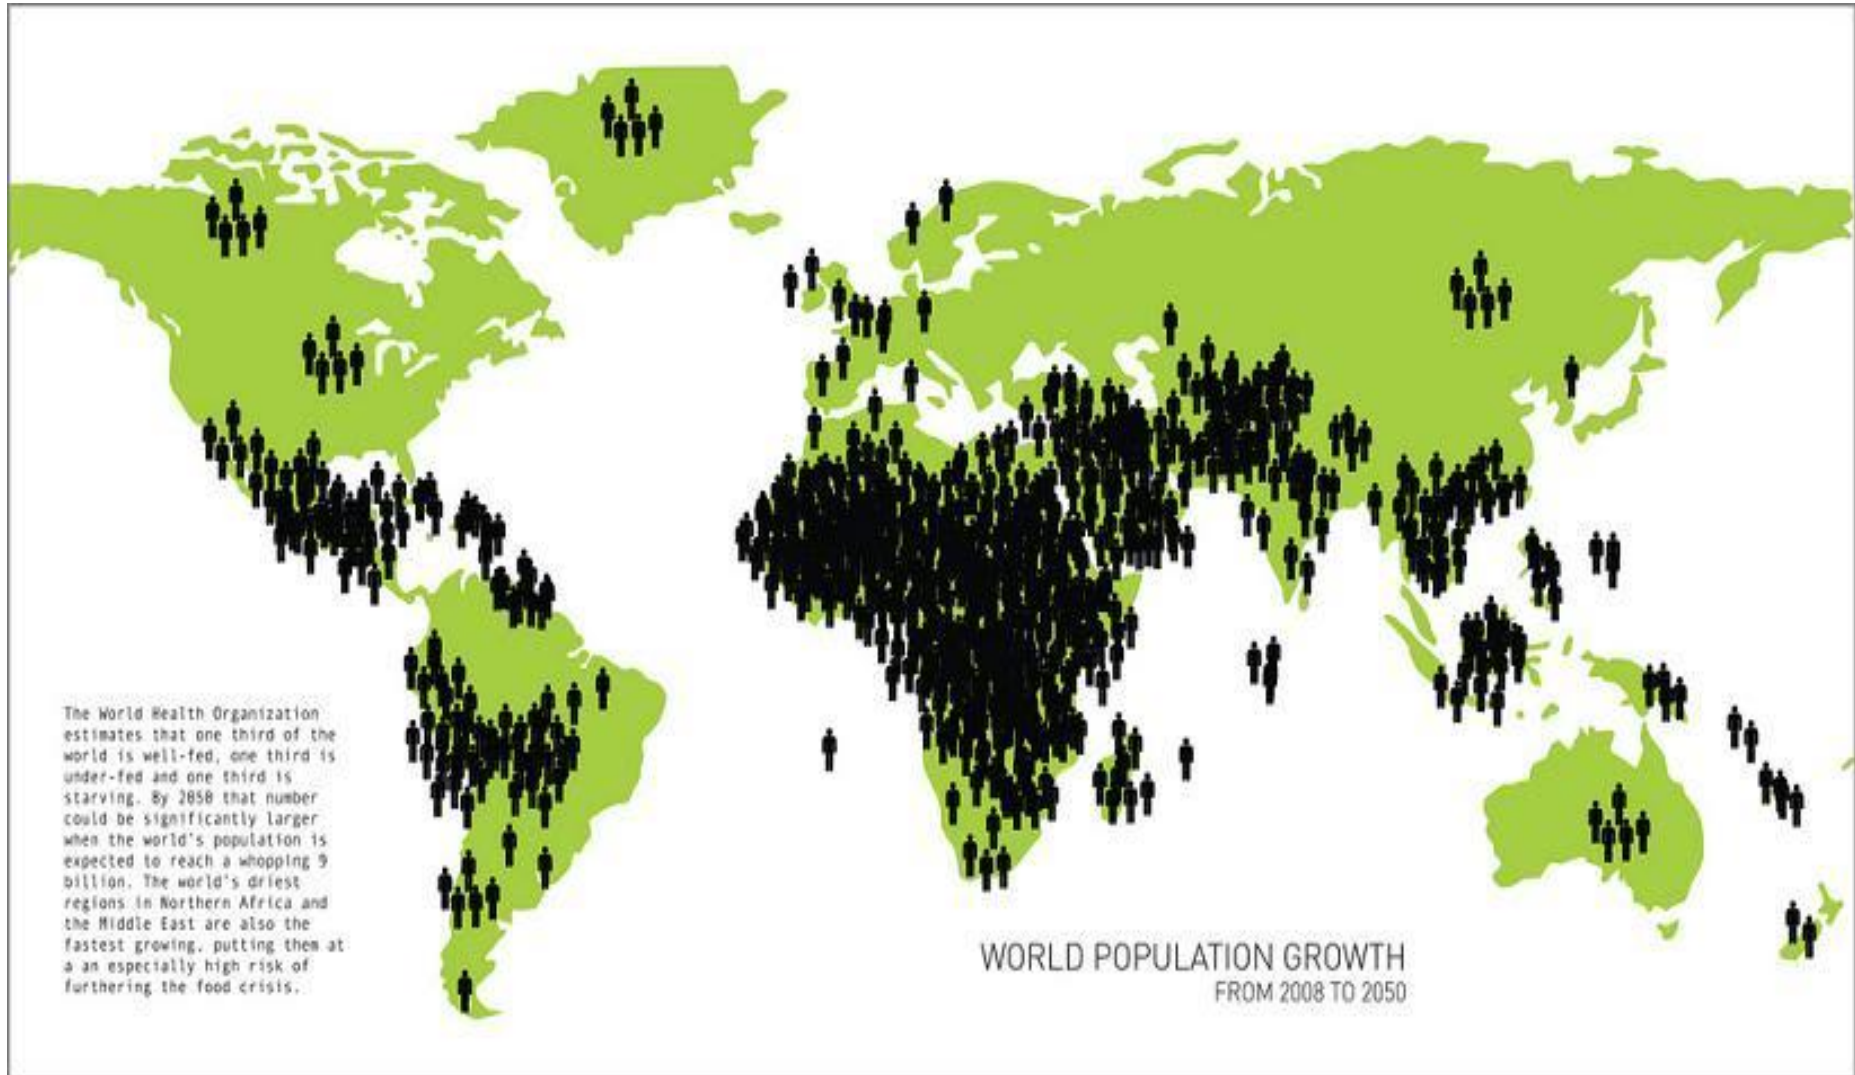 The World Health Organization
estimates that one third of the
world is well-fed, one third is
under-fed and one third is
starving. By 2050 that number
could be significantly larger
when the world's population is
expected to reach a whopping 9
billion. The world's driest
regions in Northern Africa and
the Middle East are also the
fastest growing, putting them at
a an especially high risk of
furthering the food crisis.
WORLD POPULATION GROWTH
FROM 2008 TO 2050